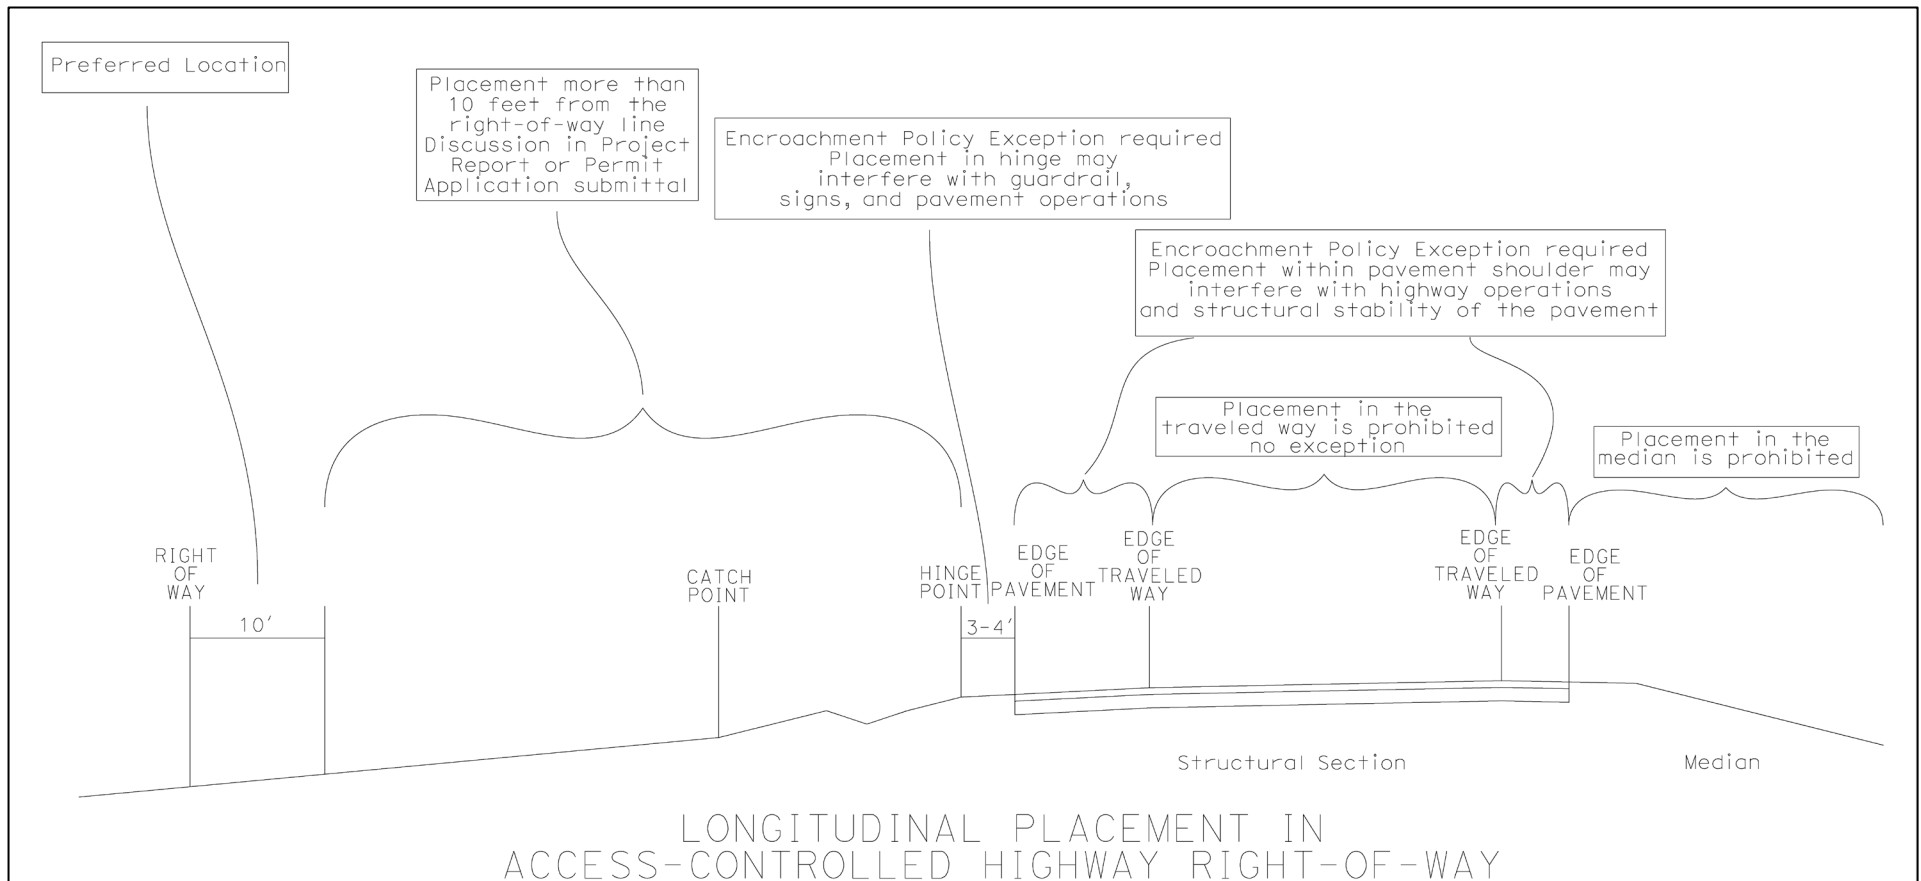 Preferred Location
Placement more than
10 feet from the
right-of-way line
Discussion in Project
Report or Permit
Application submittal
Encroachment Policy Exception required
Placement in hinge may
interfere with guardrail,
signs, and pavement operations
Encroachment Policy Exception required
Placement within pavement shoulder may
interfere with highway operations
and structural stability of the pavement
Placement in the
traveled way is prohibited
no exception
Placement in the
median is prohibited
RIGHT
OF
WAY
10'
CATCH
POINT
HINGE
POINT
3-4'
EDGE
OF
PAVEMENT
EDGE
OF
TRAVELED
WAY
EDGE
OF
TRAVELED
WAY
EDGE
OF
PAVEMENT
Structural Section
Median
LONGITUDINAL PLACEMENT IN
ACCESS-CONTROLLED HIGHWAY RIGHT-OF-WAY